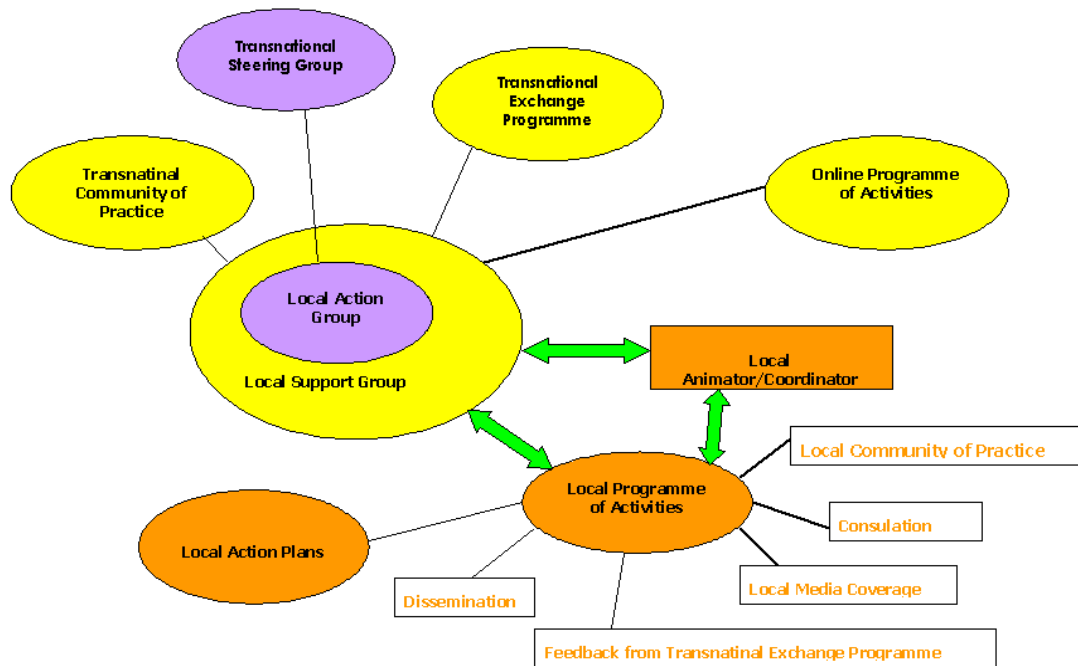 Transnational
Steering Group
Transnational
Exchange
Programme
Transnatinal
Community of
Practice
Online Programme
of Activities
Local Action
Group
Local Support Group
Local
Animator/Coordinator
Local Community of Practice
Local Programme
of Activities
Consulation
Local Action Plans
Local Media Coverage
Dissemination
Feedback from Transnatinal Exchange Programme